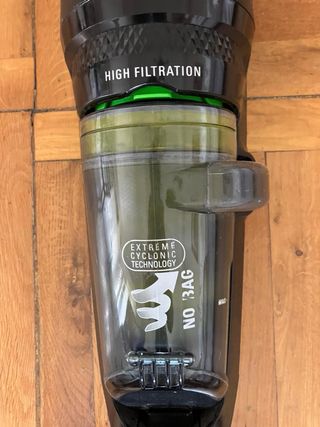 HIGH FILTRATION
EXTREME
CYCLONIC
TECHNOLOGY
NO BAG